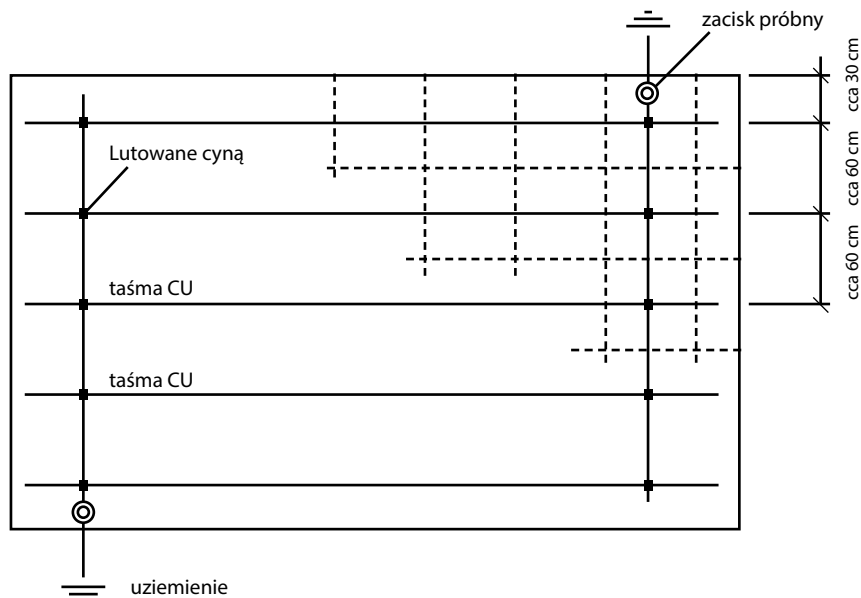 zacisk próbny
cca 30 cm
Lutowane cyną
cca 60 cm
cca 60 cm
taśma CU
taśma CU
uziemienie